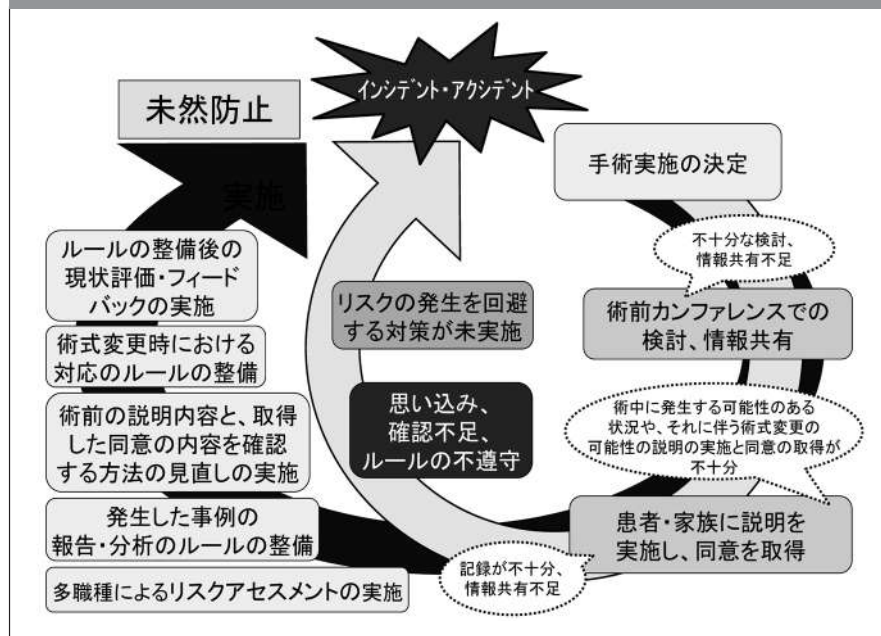 インシデント・アクシデント
未然防止
手術実施の決定
実施
不十分な検討、
情報共有不足
ルールの整備後の
現状評価・フィード
バックの実施
リスクの発生を回避
する対策が未実施
術前カンファレンスでの
検討、情報共有
術式変更時における
対応のルールの整備
思い込み、
確認不足、
ルールの不遵守
術中に発生する可能性のある
状況や、それに伴う術式変更の
可能性の説明の実施と同意の取得が
不十分
術前の説明内容と、取得
した同意の内容を確認
する方法の見直しの実施
発生した事例の
報告・分析のルールの整備
患者・家族に説明を
実施し、同意を取得
記録が不十分、
情報共有不足
多職種によるリスクアセスメントの実施